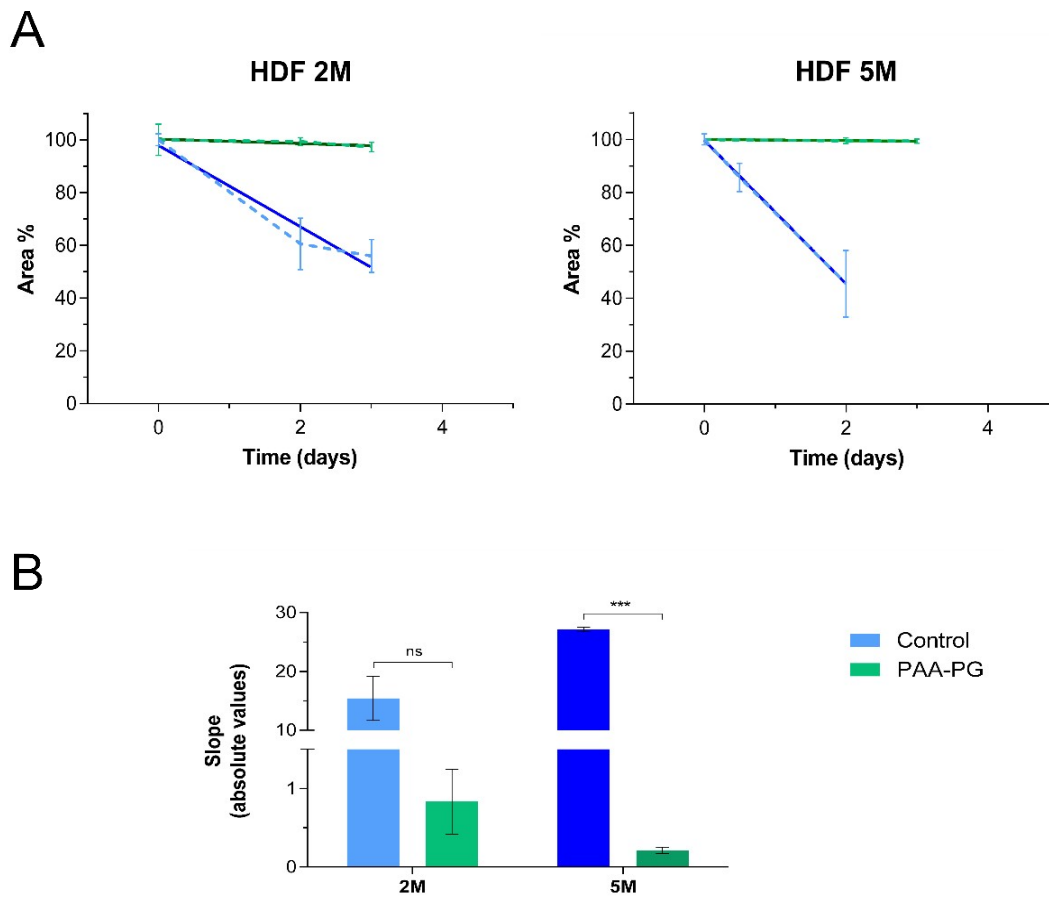 A
HDF 2M
HDF 5M
100
80
60
40
20
0
Area %
0
2
4
Time (days)
100
80
60
40
20
0
Area %
0
2
4
Time (days)
B
30
20
10
1
0
Slope
(absolute values)
ns
***
2M
5M
Control
PAA-PG